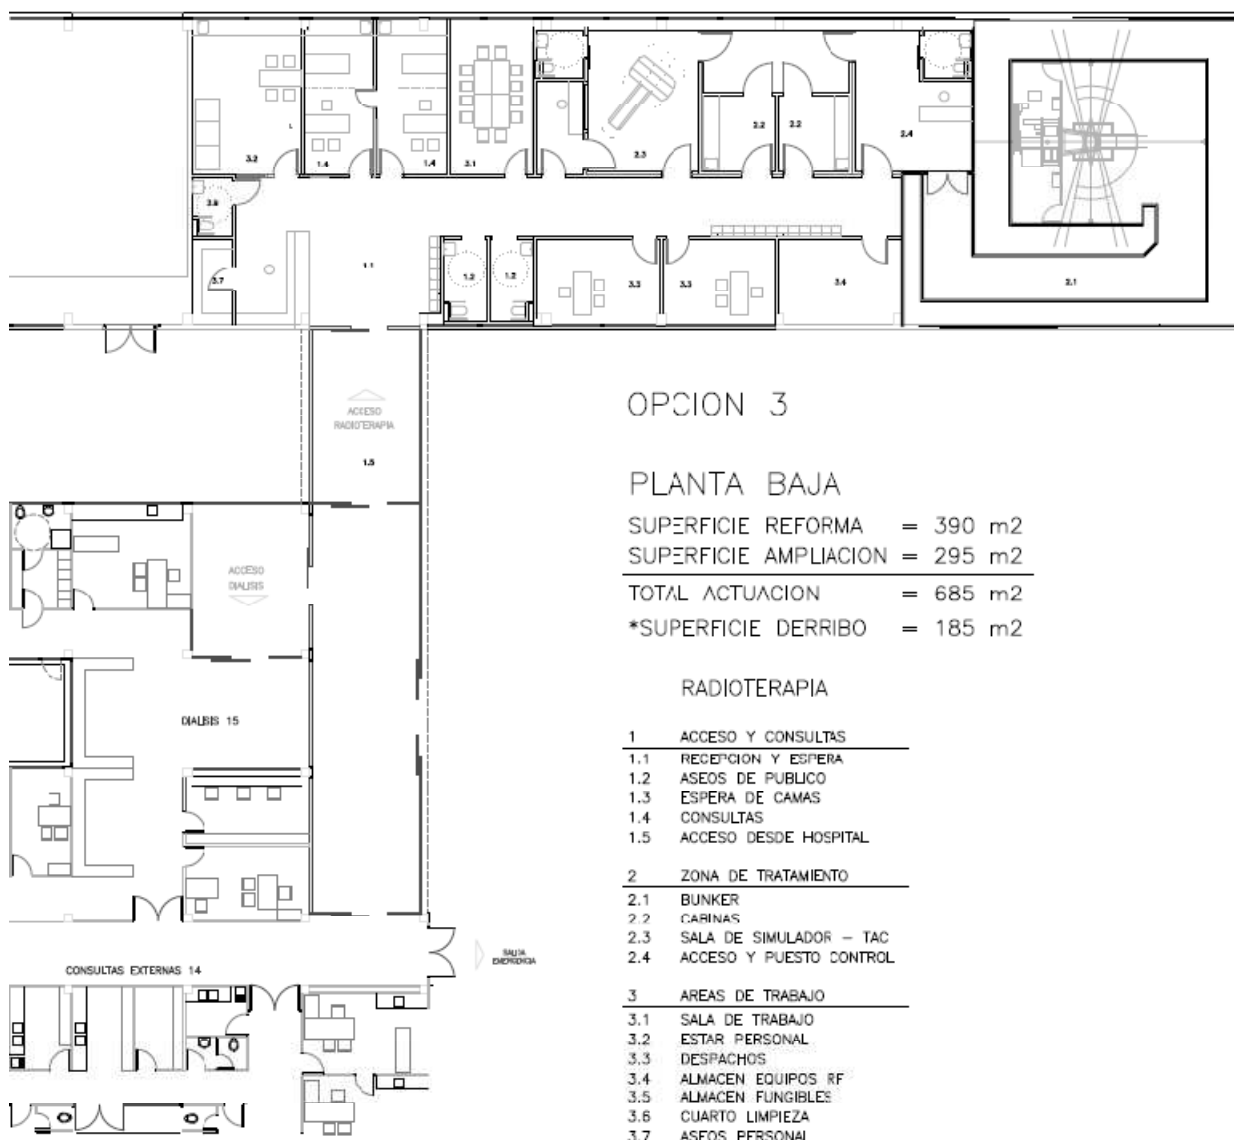 3.2
1.4
1.4
3.1
2.3
2.2
2.2
2.4
3.8
3.7
1.1
1.2
1.2
3.3
3.3
3.4
2.1
ACCESO
RADIOTERAPIA
1.5
OPCION 3
PLANTA BAJA
SUPERFICIE REFORMA = 390 m2
SUPERFICIE AMPLIACION = 295 m2
TOTAL ACTUACION = 685 m2
*SUPERFICIE DERRIBO = 185 m2
ACCESO
DIALISIS
DIALISIS 15
CONSULTAS EXTERNAS 14
SALIDA
EMERGENCIA
RADIOTERAPIA
1 ACCESO Y CONSULTAS
1.1 RECEPCION Y ESPERA
1.2 ASEOS DE PUBLICO
1.3 ESPERA DE CAMAS
1.4 CONSULTAS
1.5 ACCESO DESDE HOSPITAL
2 ZONA DE TRATAMIENTO
2.1 BUNKER
2.2 CABINAS
2.3 SALA DE SIMULADOR – TAC
2.4 ACCESO Y PUESTO CONTROL
3 AREAS DE TRABAJO
3.1 SALA DE TRABAJO
3.2 ESTAR PERSONAL
3.3 DESPACHOS
3.4 ALMACEN EQUIPOS RF
3.5 ALMACEN FUNGIBLES
3.6 CUARTO LIMPIEZA
3.7 ASEOS PERSONAL